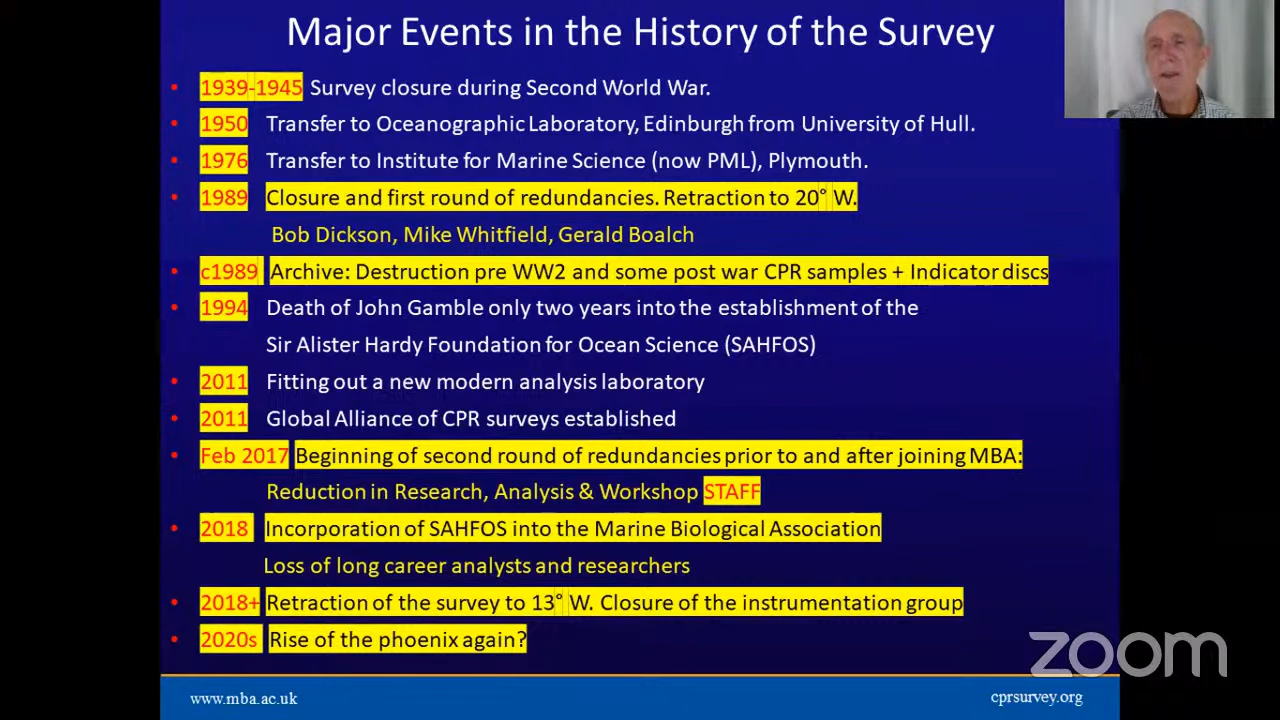 Major Events in the History of the Survey
• 1939-1945 Survey closure during Second World War.
• 1950 Transfer to Oceanographic Laboratory, Edinburgh from University of Hull.
• 1976 Transfer to Institute for Marine Science (now PML), Plymouth.
• 1989 Closure and first round of redundancies. Retraction to 20° W.
Bob Dickson, Mike Whitfield, Gerald Boalch
• c1989 Archive: Destruction pre WW2 and some post war CPR samples + Indicator discs
• 1994 Death of John Gamble only two years into the establishment of the
Sir Alister Hardy Foundation for Ocean Science (SAHFOS)
• 2011 Fitting out a new modern analysis laboratory
• 2011 Global Alliance of CPR surveys established
• Feb 2017 Beginning of second round of redundancies prior to and after joining MBA:
Reduction in Research, Analysis & Workshop STAFF
• 2018 Incorporation of SAHFOS into the Marine Biological Association
Loss of long career analysts and researchers
• 2018+ Retraction of the survey to 13° W. Closure of the instrumentation group
• 2020s Rise of the phoenix again?
zoom
www.mba.ac.uk
cprsurvey.org